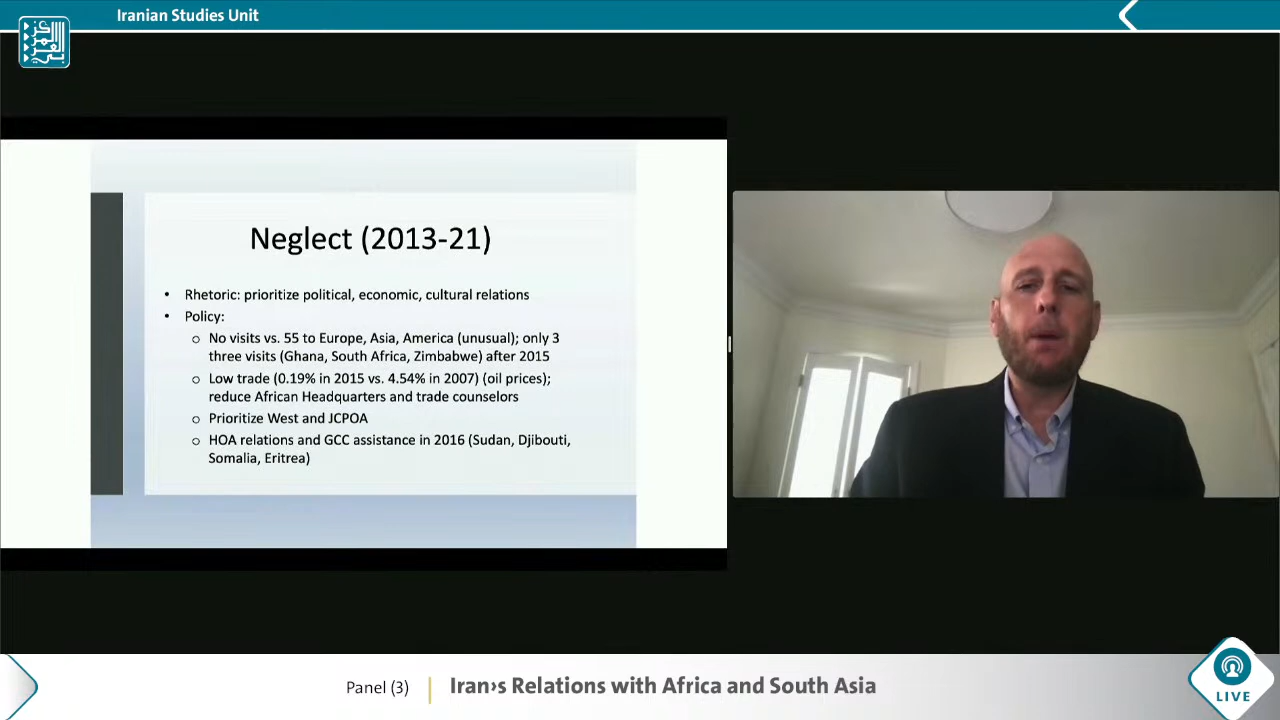 Iranian Studies Unit
Neglect (2013-21)
• Rhetoric: prioritize political, economic, cultural relations
• Policy:
o No visits vs. 55 to Europe, Asia, America (unusual); only 3
three visits (Ghana, South Africa, Zimbabwe) after 2015
o Low trade (0.19% in 2015 vs. 4.54% in 2007) (oil prices);
reduce African Headquarters and trade counselors
o Prioritize West and JCPOA
o HOA relations and GCC assistance in 2016 (Sudan, Djibouti,
Somalia, Eritrea)
Panel (3)
Iran›s Relations with Africa and South Asia
LIVE